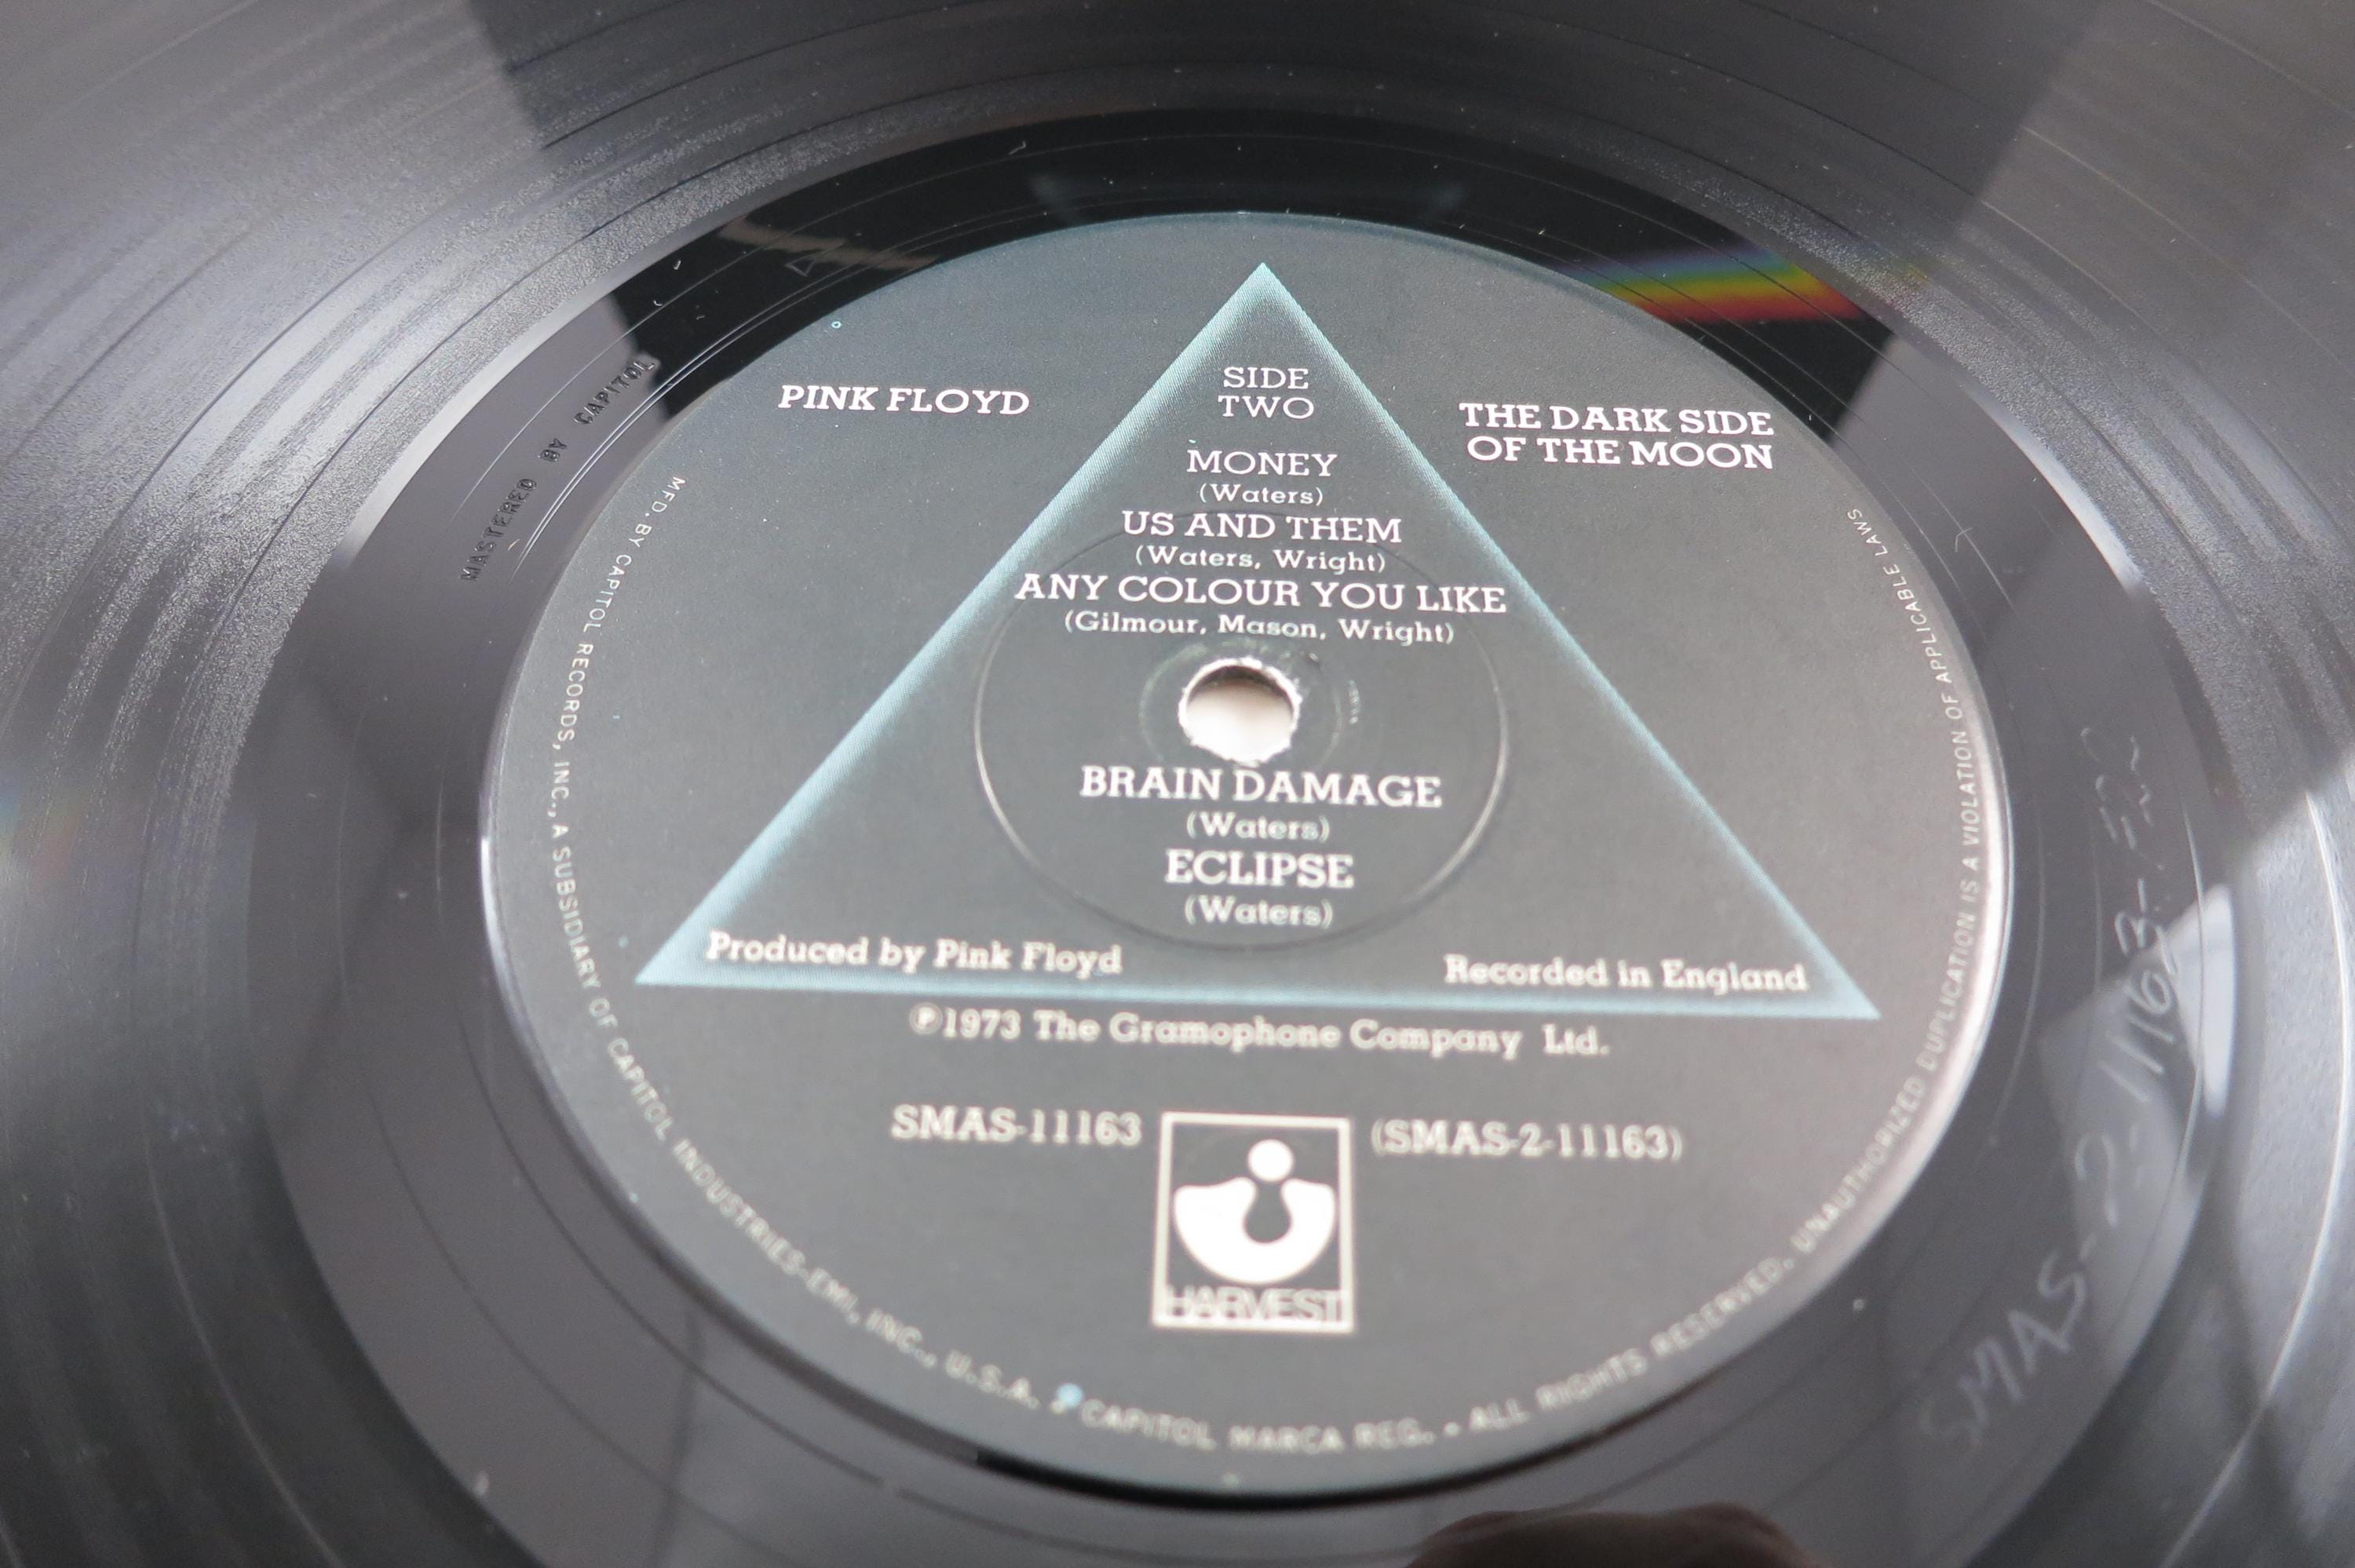 PINK FLOYD
SIDE
TWO
THE DARK SIDE
OF THE MOON
MONEY
(Waters)
US AND THEM
(Waters, Wright)
ANY COLOUR YOU LIKE
(Gilmour, Mason, Wright)
BRAIN DAMAGE
(Waters)
ECLIPSE
(Waters)
Produced by Pink Floyd
Recorded in England
℗1973 The Gramophone Company Ltd.
SMAS-11163
(SMAS-2-11163)
HARVEST
MFD. BY CAPITOL RECORDS, INC., A SUBSIDIARY OF CAPITOL INDUSTRIES-EMI, INC., U.S.A. • CAPITOL MARCA REG. • ALL RIGHTS RESERVED. UNAUTHORIZED DUPLICATION IS A VIOLATION OF APPLICABLE LAWS
MASTERED BY CAPITOL
SMAS-2-11163-